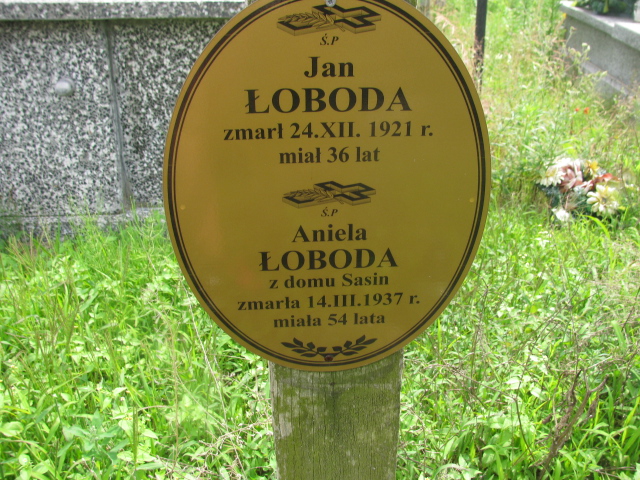 Ś.P
Jan
ŁOBODA
zmarł 24.XII. 1921 r.
miał 36 lat
Ś.P
Aniela
ŁOBODA
z domu Sasin
zmarła 14.III.1937 r.
miała 54 lata